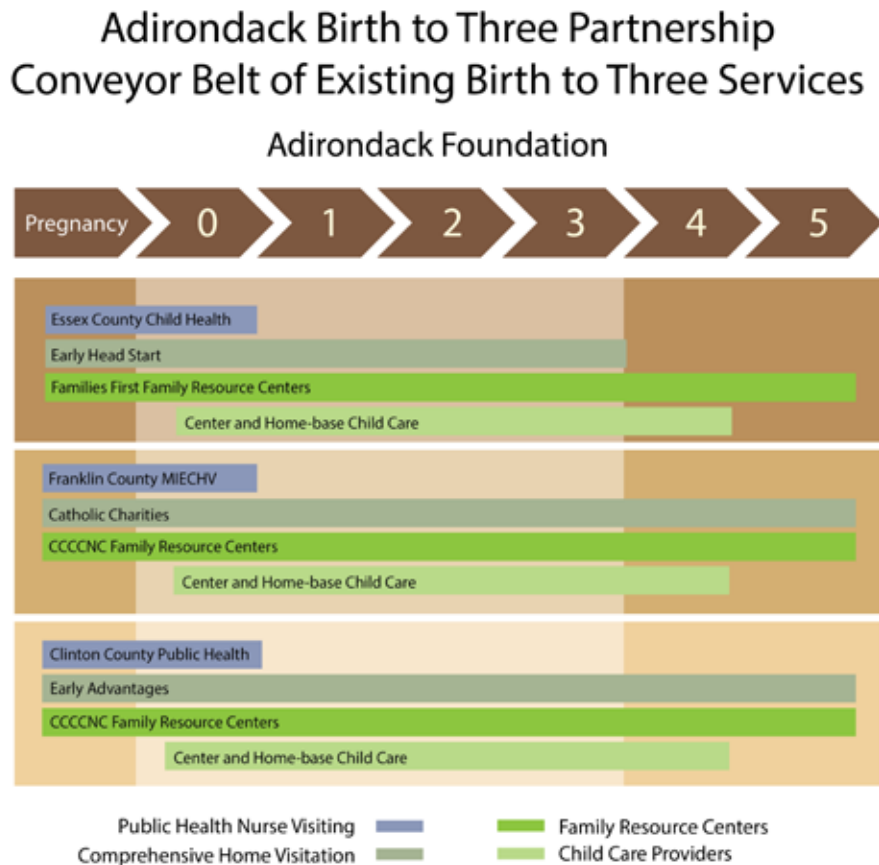 Adirondack Birth to Three Partnership
Conveyor Belt of Existing Birth to Three Services
Adirondack Foundation
Pregnancy 0 1 2 3 4 5
Essex County Child Health
Early Head Start
Families First Family Resource Centers
Center and Home-base Child Care
Franklin County MIECHV
Catholic Charities
CCCCNC Family Resource Centers
Center and Home-base Child Care
Clinton County Public Health
Early Advantages
CCCCNC Family Resource Centers
Center and Home-base Child Care
Public Health Nurse Visiting
Family Resource Centers
Comprehensive Home Visitation
Child Care Providers